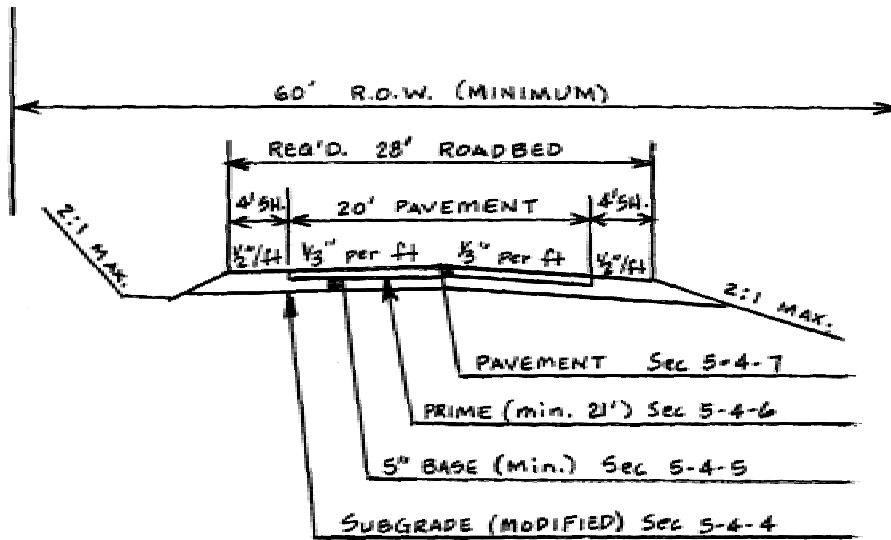 60' R.O.W. (MINIMUM)
REQ'D. 28' ROADBED
4' SH. 20' PAVEMENT 4' SH.
1/2"/ft 1/3" per ft 1/3" per ft 1/2"/ft
2:1 MAX.
2:1 MAX.
PAVEMENT Sec 5-4-7
PRIME (min. 21') Sec 5-4-6
5" BASE (Min.) Sec 5-4-5
SUBGRADE (MODIFIED) Sec 5-4-4